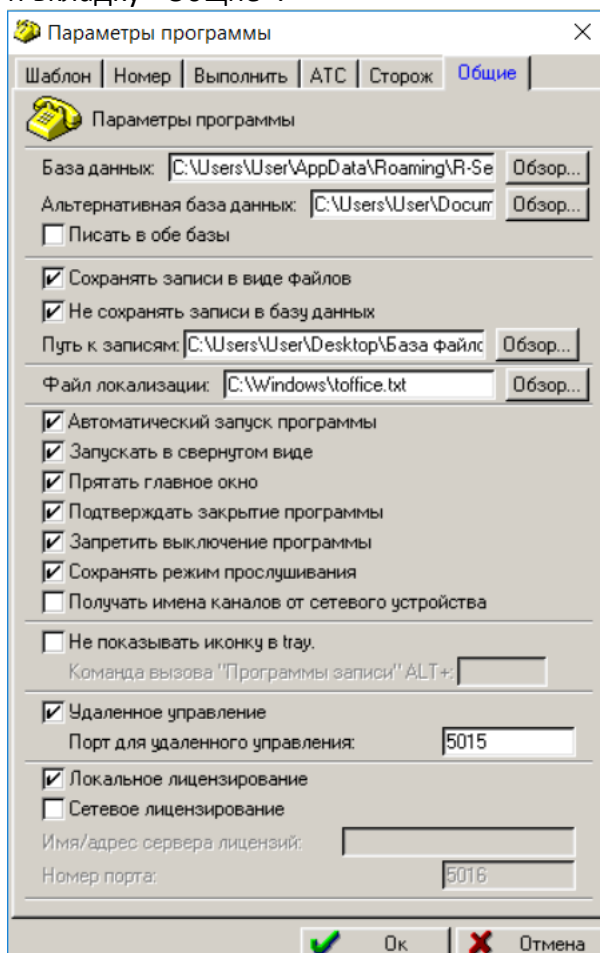 Параметры программы
Шаблон Номер Выполнить АТС Сторож Общие
Параметры программы
База данных: C:\Users\User\AppData\Roaming\R-Se Обзор...
Альтернативная база данных: C:\Users\User\Docum Обзор...
Писать в обе базы
Сохранять записи в виде файлов
Не сохранять записи в базу данных
Путь к записям: C:\Users\User\Desktop\База файло Обзор...
Файл локализации: C:\Windows\toffice.txt Обзор...
Автоматический запуск программы
Запускать в свернутом виде
Прятать главное окно
Подтверждать закрытие программы
Запретить выключение программы
Сохранять режим прослушивания
Получать имена каналов от сетевого устройства
Не показывать иконку в tray.
Команда вызова "Программы записи" ALT+:
Удаленное управление
Порт для удаленного управления: 5015
Локальное лицензирование
Сетевое лицензирование
Имя/адрес сервера лицензий:
Номер порта: 5016
Ок Отмена